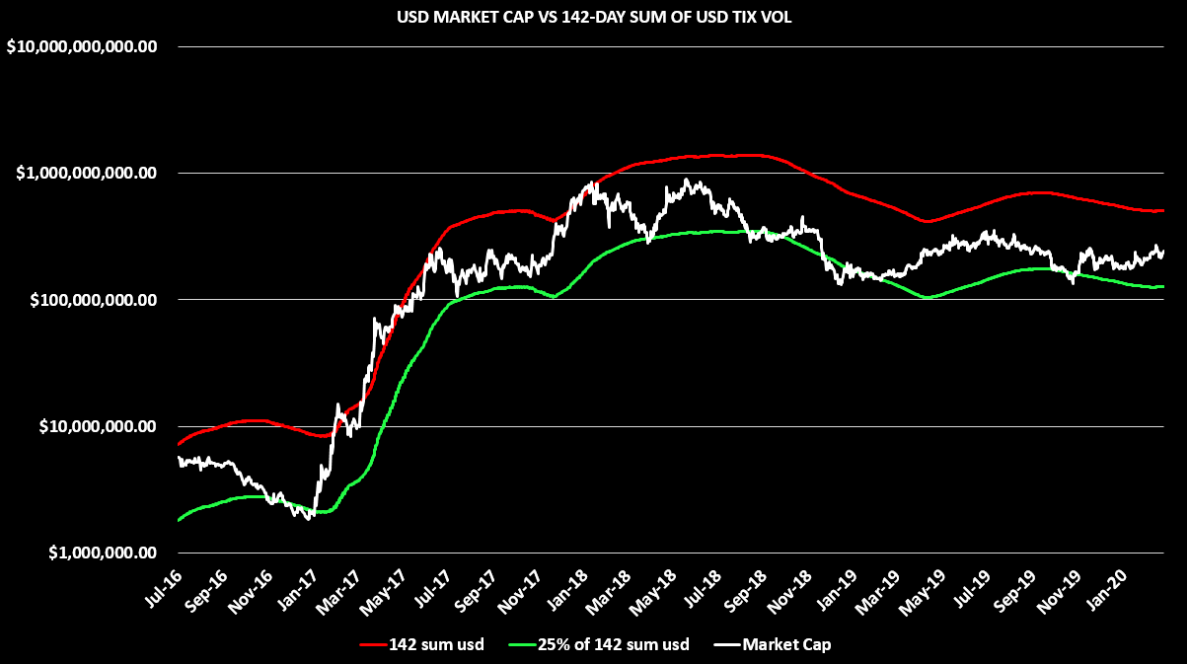 USD MARKET CAP VS 142-DAY SUM OF USD TIX VOL
$10,000,000,000.00
$1,000,000,000.00
$100,000,000.00
$10,000,000.00
$1,000,000.00
Jul-16 Sep-16 Nov-16 Jan-17 Mar-17 May-17 Jul-17 Sep-17 Nov-17 Jan-18 Mar-18 May-18 Jul-18 Sep-18 Nov-18 Jan-19 Mar-19 May-19 Jul-19 Sep-19 Nov-19 Jan-20
142 sum usd 25% of 142 sum usd Market Cap